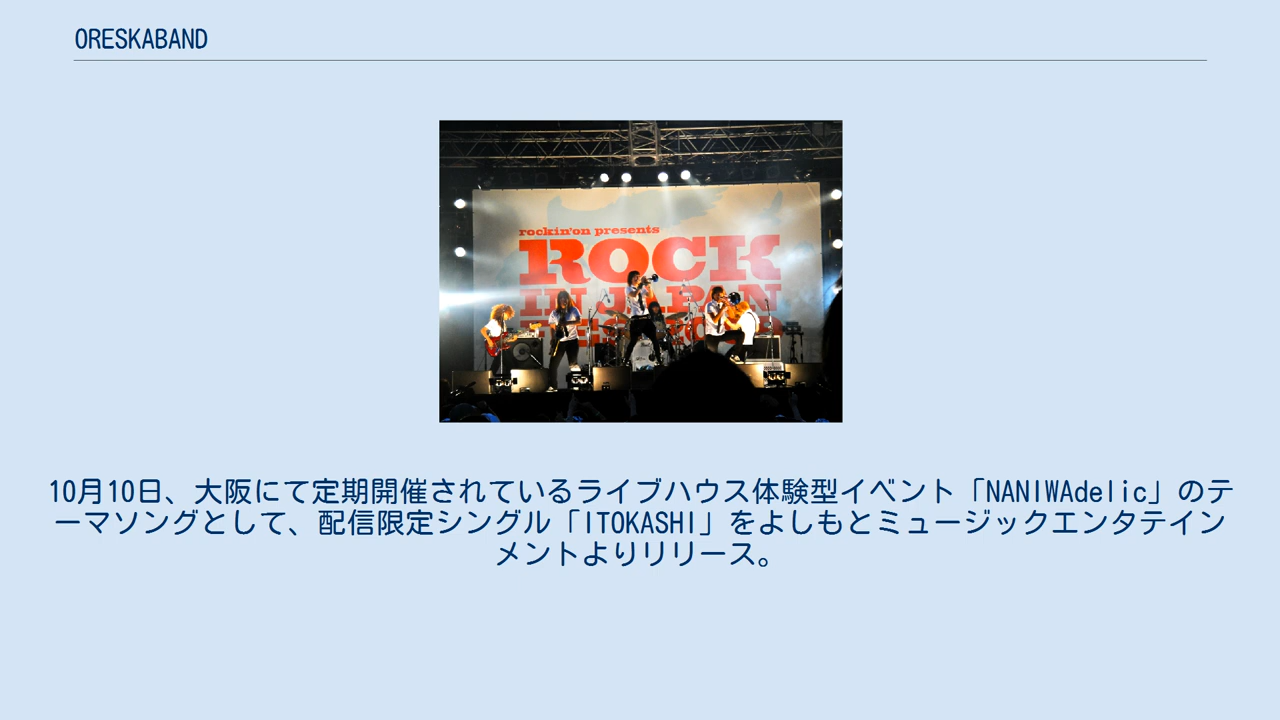 ORESKABAND
rockin'on presents
ROCK
IN JAPAN
10月10日、大阪にて定期開催されているライブハウス体験型イベント「NANIWAdelic」のテ
ーマソングとして、配信限定シングル「ITOKASHI」をよしもとミュージックエンタテイン
メントよりリリース。